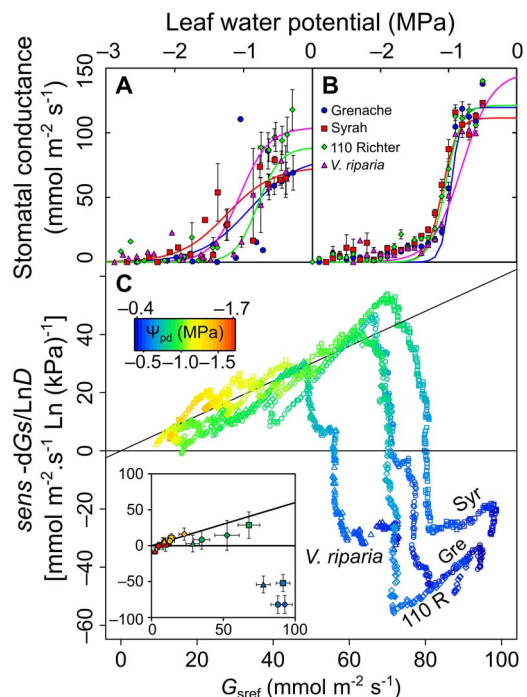 Leaf water potential (MPa)
−3 −2 −1 0 −2 −1 0
Stomatal conductance
(mmol m⁻² s⁻¹)
150
100
50
0
A
B
Grenache
Syrah
110 Richter
V. riparia
C
−0.4 −1.7
Ψpd (MPa)
−0.5 −1.0 −1.5
sens -dGs/LnD
[mmol m⁻².s⁻¹ Ln (kPa)⁻¹]
40
20
0
−20
−40
−60
100
50
0
−50
−100
0 20 40 60 100
V. riparia
Syr
Gre
110 R
0 20 40 60 80 100
Gsref (mmol m⁻² s⁻¹)